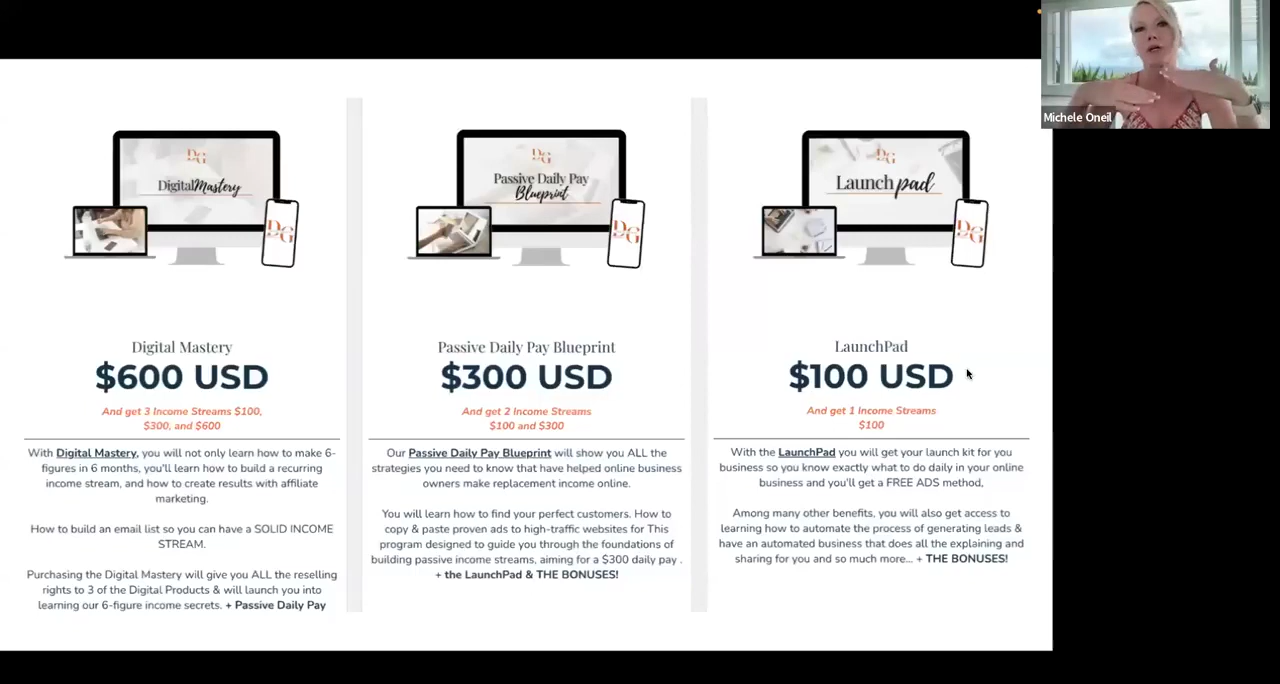 Michele Oneil
DG
Digital Mastery
DG
DG
Passive Daily Pay
Blueprint
DG
DG
Launch pad
DG
Digital Mastery
$600 USD
And get 3 Income Streams $100,
$300, and $600
With Digital Mastery, you will not only learn how to make 6-
figures in 6 months, you'll learn how to build a recurring
income stream, and how to create results with affiliate
marketing.
How to build an email list so you can have a SOLID INCOME
STREAM.
Purchasing the Digital Mastery will give you ALL the reselling
rights to 3 of the Digital Products & will launch you into
learning our 6-figure income secrets. + Passive Daily Pay
Passive Daily Pay Blueprint
$300 USD
And get 2 Income Streams
$100 and $300
Our Passive Daily Pay Blueprint will show you ALL the
strategies you need to know that have helped online business
owners make replacement income online.
You will learn how to find your perfect customers. How to
copy & paste proven ads to high-traffic websites for This
program designed to guide you through the foundations of
building passive income streams, aiming for a $300 daily pay .
+ the LaunchPad & THE BONUSES!
LaunchPad
$100 USD
And get 1 Income Streams
$100
With the LaunchPad you will get your launch kit for you
business so you know exactly what to do daily in your online
business and you'll get a FREE ADS method,
Among many other benefits, you will also get access to
learning how to automate the process of generating leads &
have an automated business that does all the explaining and
sharing for you and so much more... + THE BONUSES!